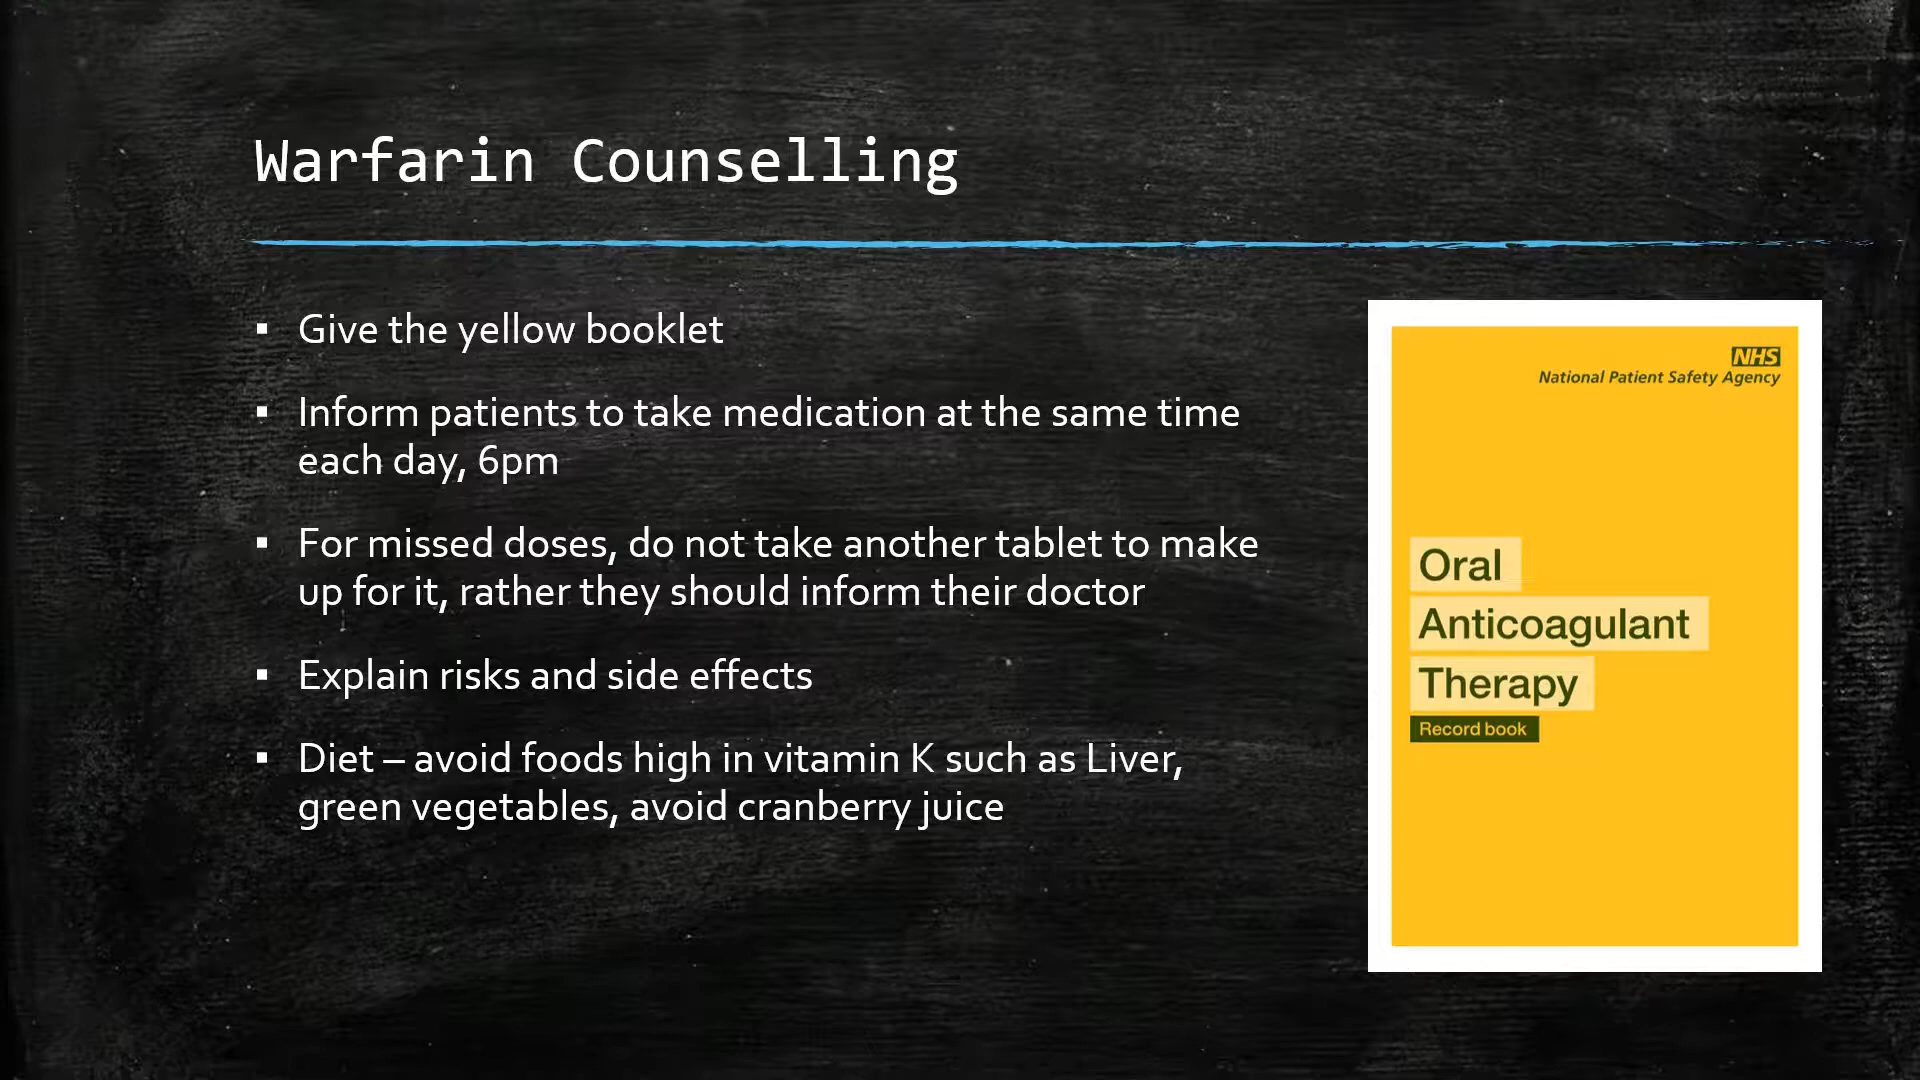 Warfarin Counselling
▪ Give the yellow booklet
▪ Inform patients to take medication at the same time
each day, 6pm
▪ For missed doses, do not take another tablet to make
up for it, rather they should inform their doctor
▪ Explain risks and side effects
▪ Diet – avoid foods high in vitamin K such as Liver,
green vegetables, avoid cranberry juice
NHS
National Patient Safety Agency
Oral
Anticoagulant
Therapy
Record book